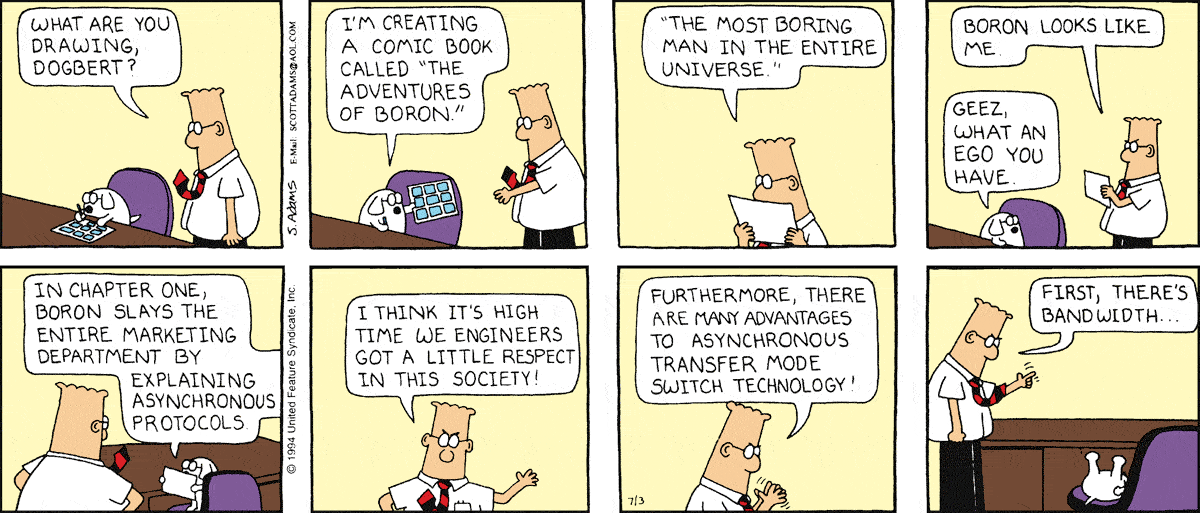 WHAT ARE YOU
DRAWING,
DOGBERT?
S. ADAMS E-Mail: SCOTTADAMS@AOL.COM
I'M CREATING
A COMIC BOOK
CALLED "THE
ADVENTURES
OF BORON."
"THE MOST BORING
MAN IN THE ENTIRE
UNIVERSE."
BORON LOOKS LIKE
ME.
GEEZ,
WHAT AN
EGO YOU
HAVE.
IN CHAPTER ONE,
BORON SLAYS THE
ENTIRE MARKETING
DEPARTMENT BY
EXPLAINING
ASYNCHRONOUS
PROTOCOLS.
© 1994 United Feature Syndicate, Inc.
I THINK IT'S HIGH
TIME WE ENGINEERS
GOT A LITTLE RESPECT
IN THIS SOCIETY!
FURTHERMORE, THERE
ARE MANY ADVANTAGES
TO ASYNCHRONOUS
TRANSFER MODE
SWITCH TECHNOLOGY!
7/3
FIRST, THERE'S
BANDWIDTH...